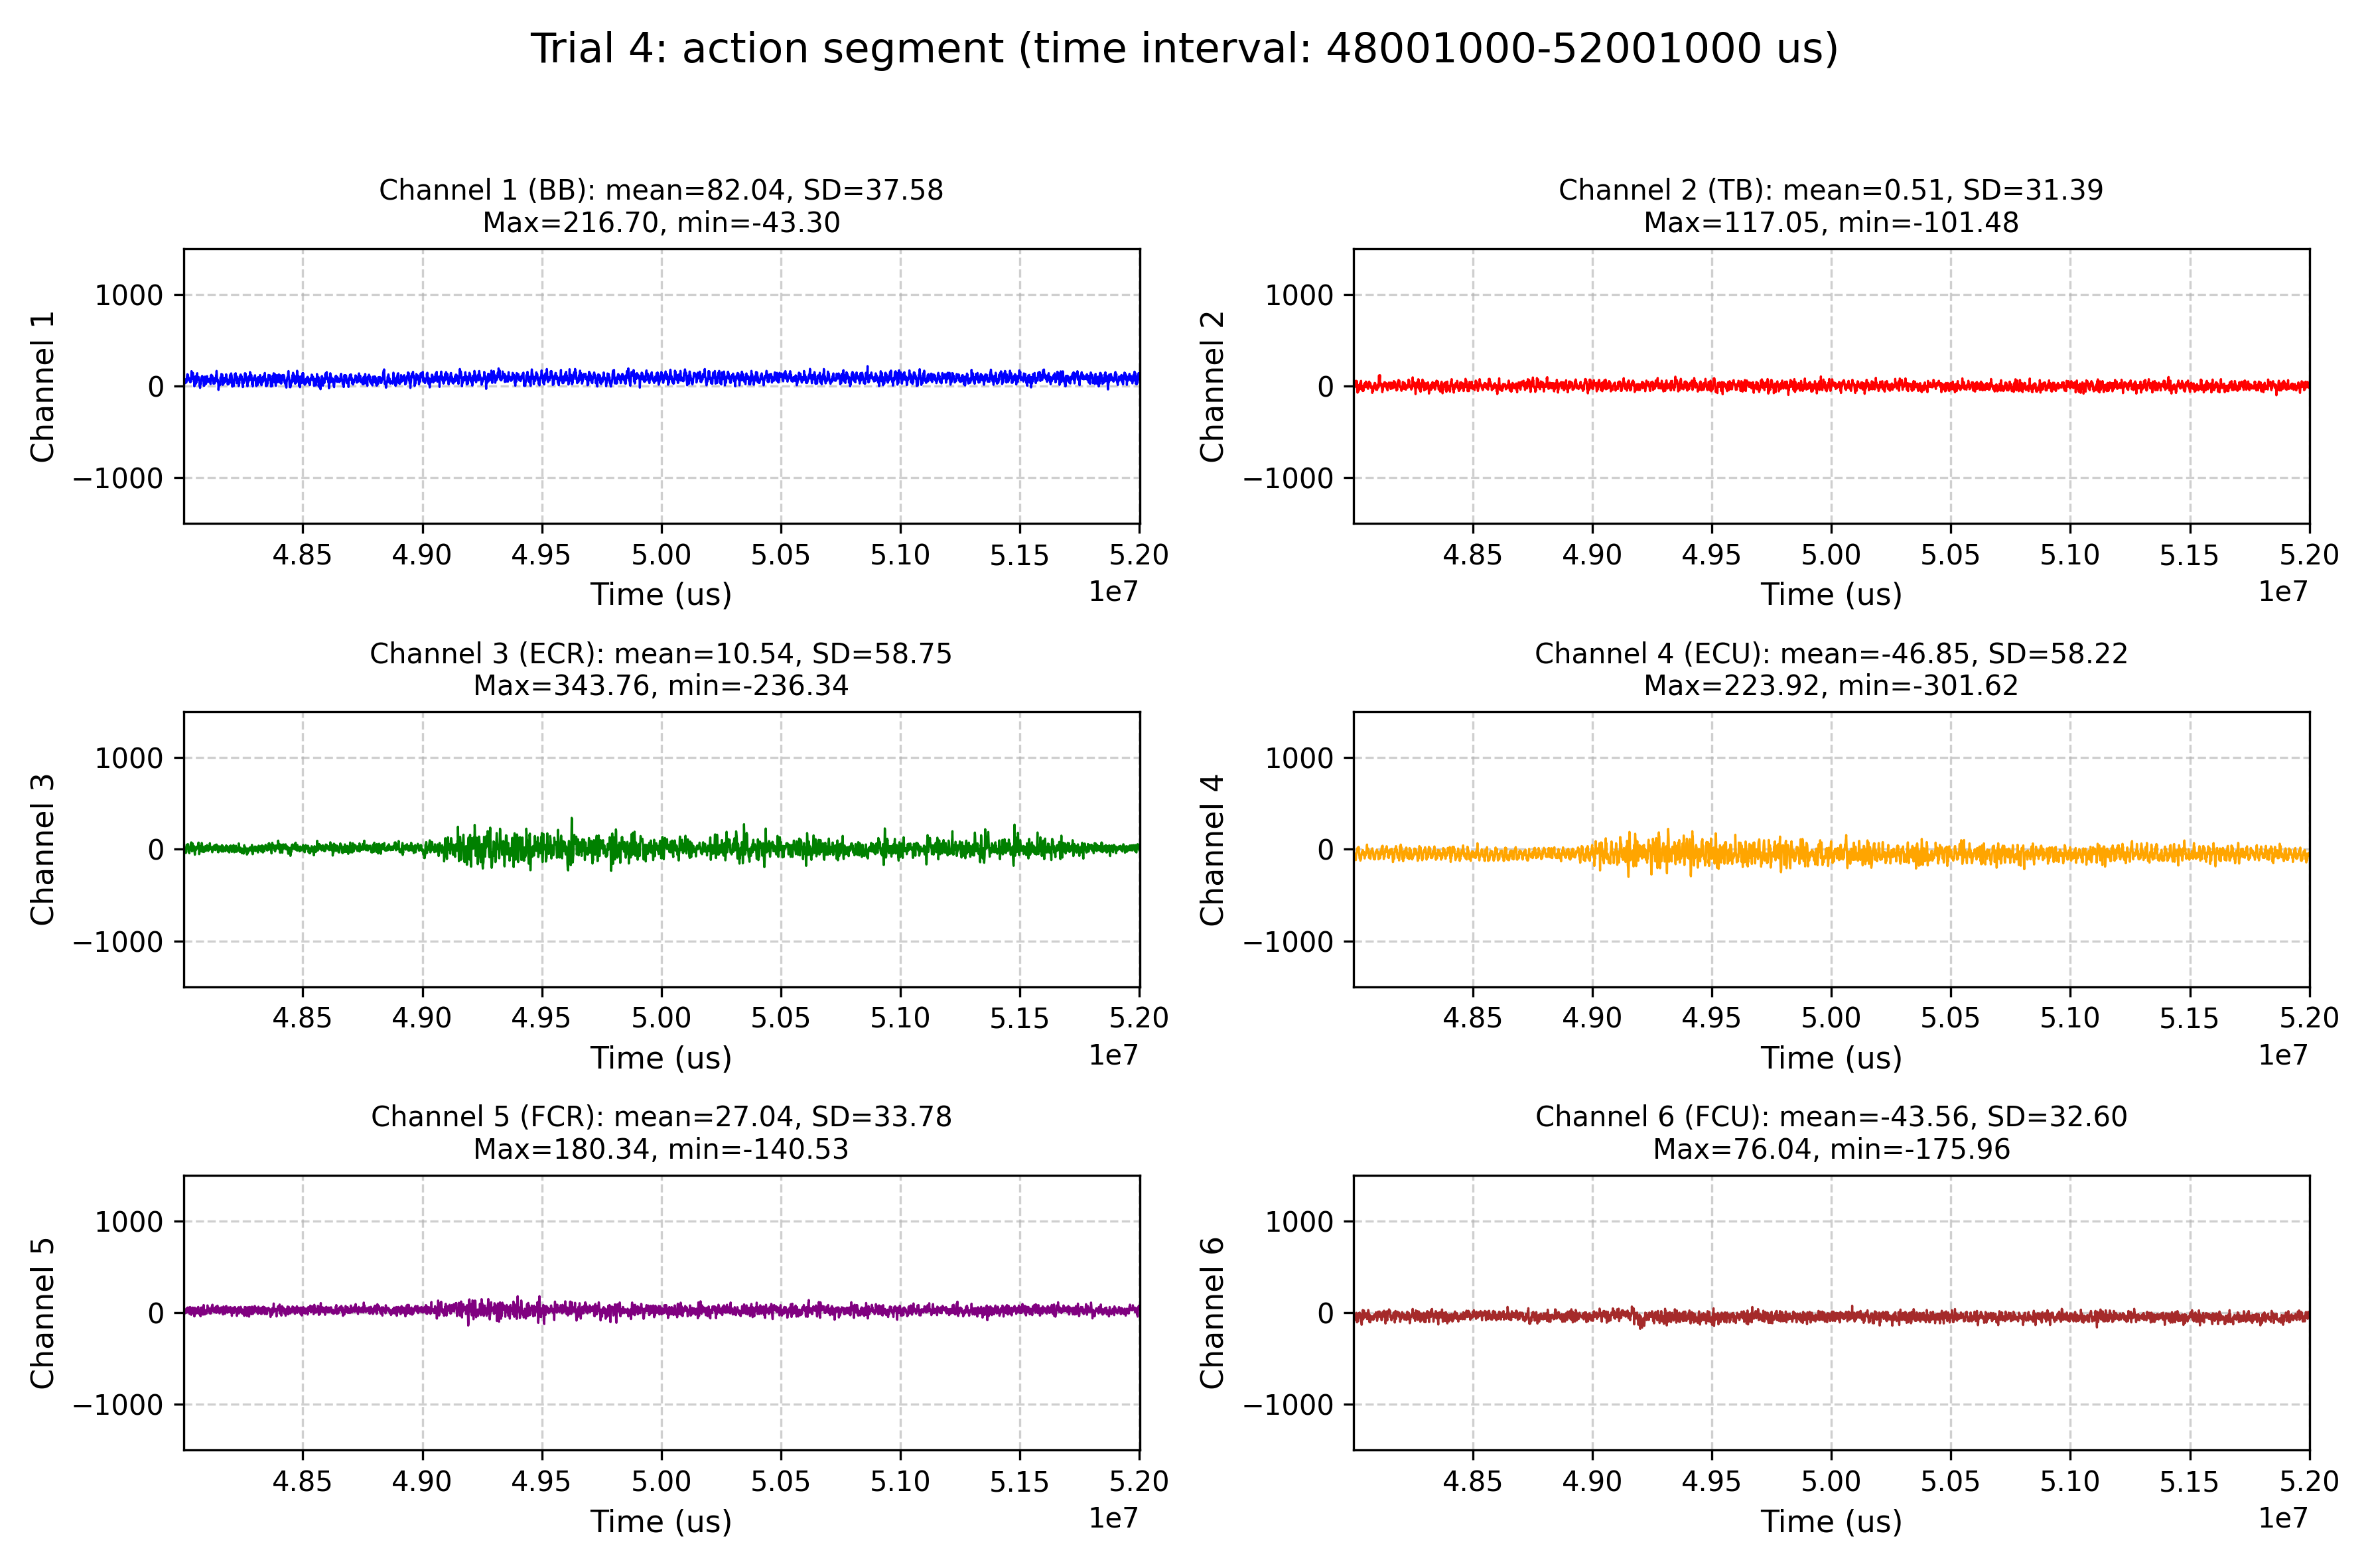 Trial 4: action segment (time interval: 48001000-52001000 us)
Channel 1 (BB): mean=82.04, SD=37.58
Max=216.70, min=-43.30
Channel 1
1000
0
−1000
4.85 4.90 4.95 5.00 5.05 5.10 5.15 5.20
1e7
Time (us)
Channel 2 (TB): mean=0.51, SD=31.39
Max=117.05, min=-101.48
Channel 2
1000
0
−1000
4.85 4.90 4.95 5.00 5.05 5.10 5.15 5.20
1e7
Time (us)
Channel 3 (ECR): mean=10.54, SD=58.75
Max=343.76, min=-236.34
Channel 3
1000
0
−1000
4.85 4.90 4.95 5.00 5.05 5.10 5.15 5.20
1e7
Time (us)
Channel 4 (ECU): mean=-46.85, SD=58.22
Max=223.92, min=-301.62
Channel 4
1000
0
−1000
4.85 4.90 4.95 5.00 5.05 5.10 5.15 5.20
1e7
Time (us)
Channel 5 (FCR): mean=27.04, SD=33.78
Max=180.34, min=-140.53
Channel 5
1000
0
−1000
4.85 4.90 4.95 5.00 5.05 5.10 5.15 5.20
1e7
Time (us)
Channel 6 (FCU): mean=-43.56, SD=32.60
Max=76.04, min=-175.96
Channel 6
1000
0
−1000
4.85 4.90 4.95 5.00 5.05 5.10 5.15 5.20
1e7
Time (us)